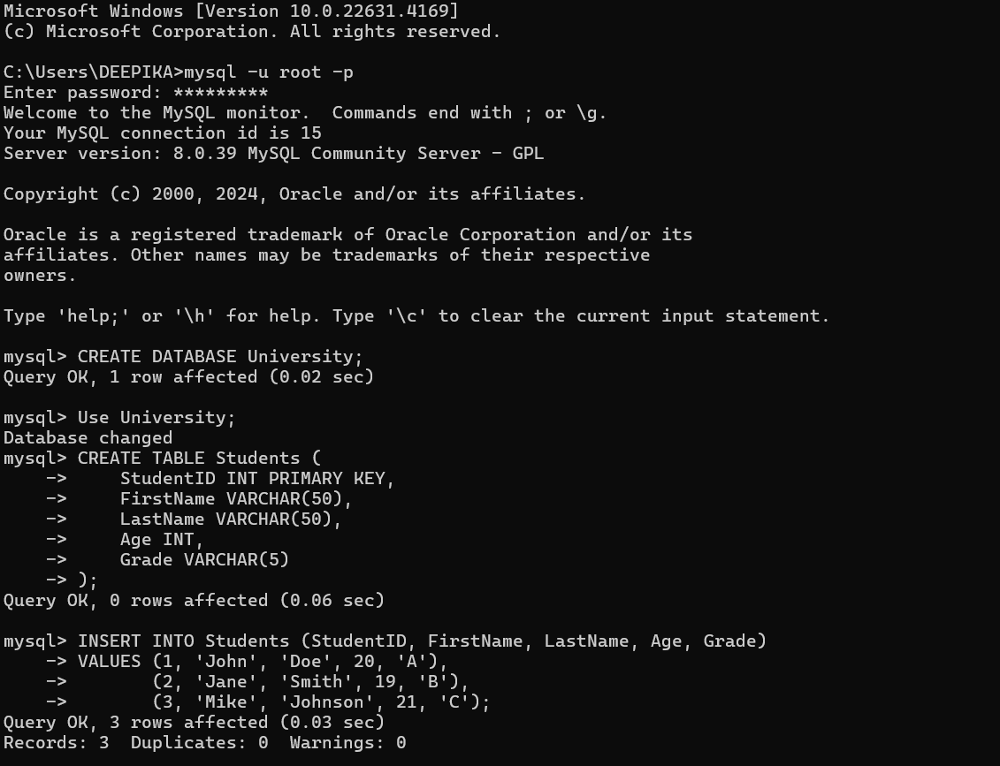 Microsoft Windows [Version 10.0.22631.4169]
(c) Microsoft Corporation. All rights reserved.
C:\Users\DEEPIKA>mysql -u root -p
Enter password: *********
Welcome to the MySQL monitor.  Commands end with ; or \g.
Your MySQL connection id is 15
Server version: 8.0.39 MySQL Community Server - GPL
Copyright (c) 2000, 2024, Oracle and/or its affiliates.
Oracle is a registered trademark of Oracle Corporation and/or its
affiliates. Other names may be trademarks of their respective
owners.
Type 'help;' or '\h' for help. Type '\c' to clear the current input statement.
mysql> CREATE DATABASE University;
Query OK, 1 row affected (0.02 sec)
mysql> Use University;
Database changed
mysql> CREATE TABLE Students (
    ->     StudentID INT PRIMARY KEY,
    ->     FirstName VARCHAR(50),
    ->     LastName VARCHAR(50),
    ->     Age INT,
    ->     Grade VARCHAR(5)
    -> );
Query OK, 0 rows affected (0.06 sec)
mysql> INSERT INTO Students (StudentID, FirstName, LastName, Age, Grade)
    -> VALUES (1, 'John', 'Doe', 20, 'A'),
    ->        (2, 'Jane', 'Smith', 19, 'B'),
    ->        (3, 'Mike', 'Johnson', 21, 'C');
Query OK, 3 rows affected (0.03 sec)
Records: 3  Duplicates: 0  Warnings: 0